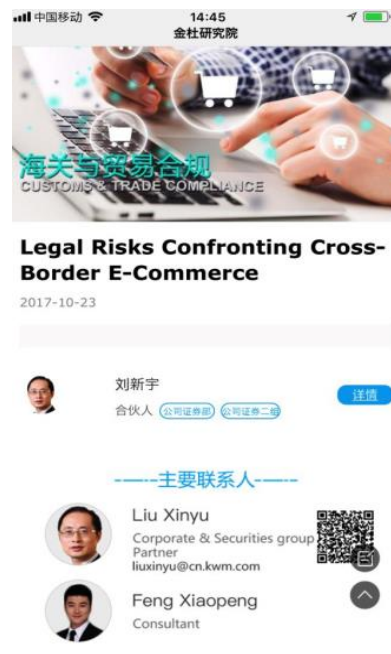 中国移动 14:45
金杜研究院
海关与贸易合规
CUSTOMS & TRADE COMPLIANCE
Legal Risks Confronting Cross-
Border E-Commerce
2017-10-23
刘新宇
合伙人 公司证券部 公司证券二组
详情
-——--主要联系人-——--
Liu Xinyu
Corporate & Securities group
Partner
liuxinyu@cn.kwm.com
Feng Xiaopeng
Consultant